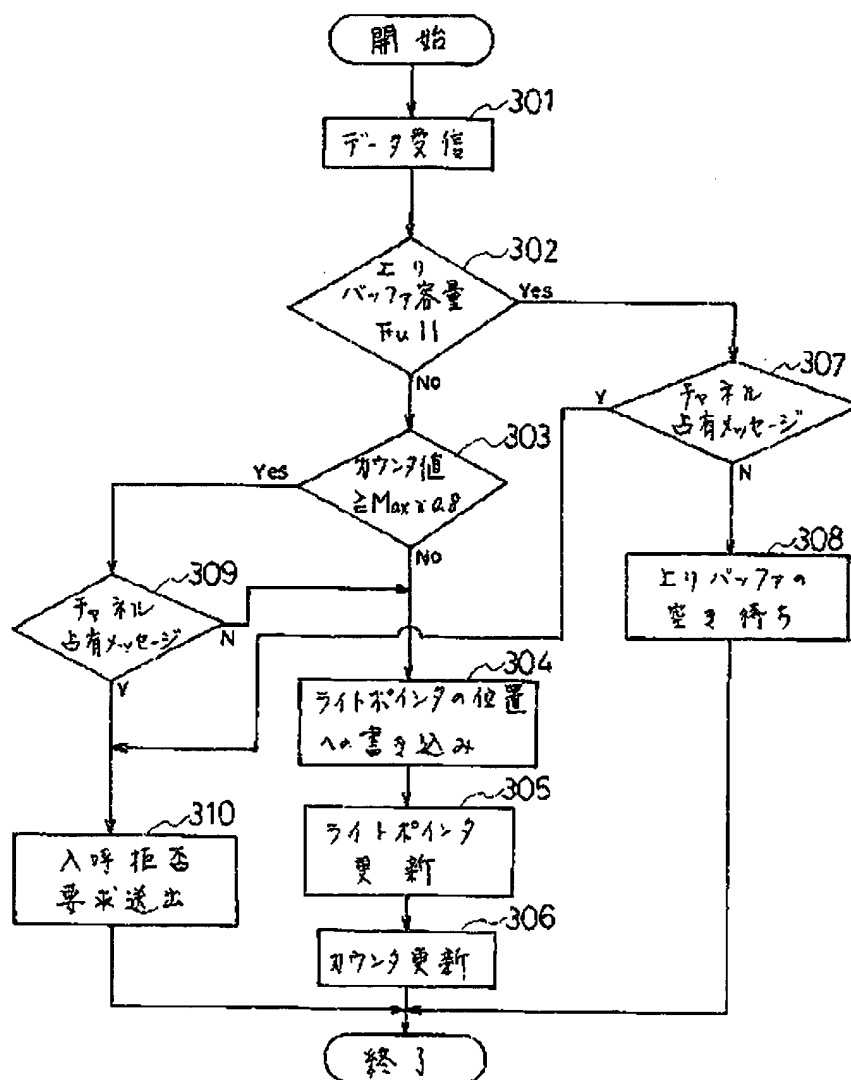 開始
301
データ受信
302
上り
バッファ容量
Full
Yes
No
307
チャネル
占有メッセージ
Y
N
303
カウンタ値
≧Max×0.8
Yes
No
308
上りバッファの
空き待ち
309
チャネル
占有メッセージ
N
Y
304
ライトポインタの位置
への書き込み
305
ライトポインタ
更新
310
入呼拒否
要求送出
306
カウンタ更新
終了